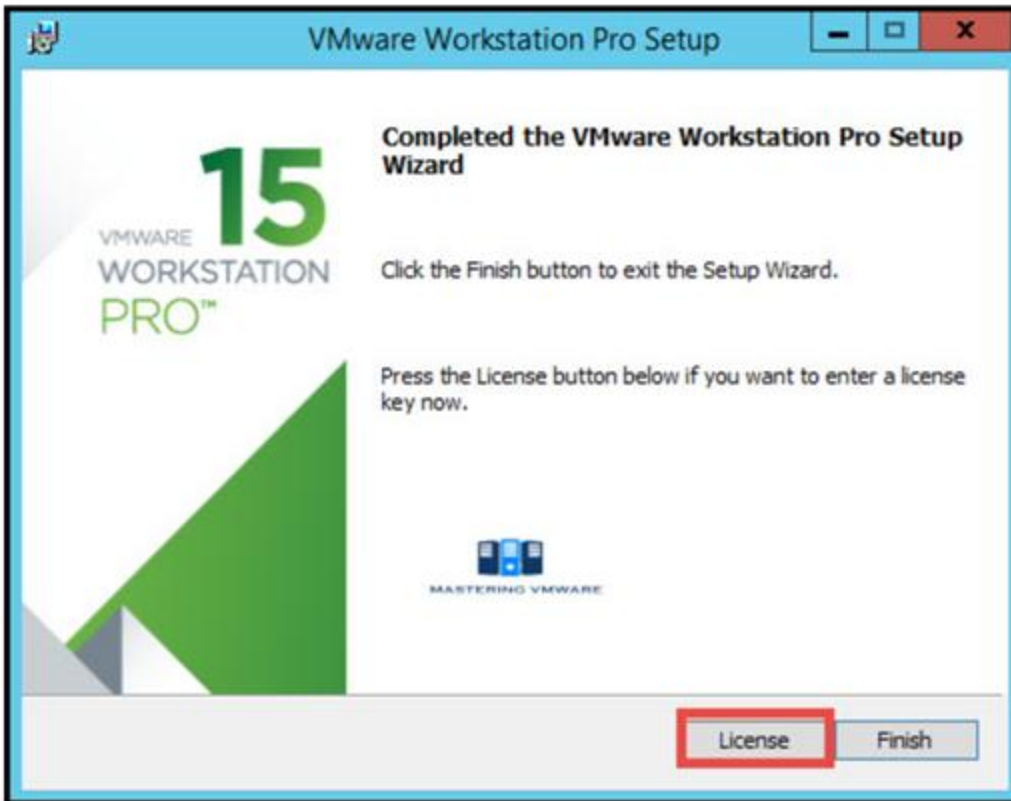 VMware Workstation Pro Setup
15
VMWARE
WORKSTATION
PRO™
Completed the VMware Workstation Pro Setup
Wizard
Click the Finish button to exit the Setup Wizard.
Press the License button below if you want to enter a license
key now.
MASTERING VMWARE
License
Finish